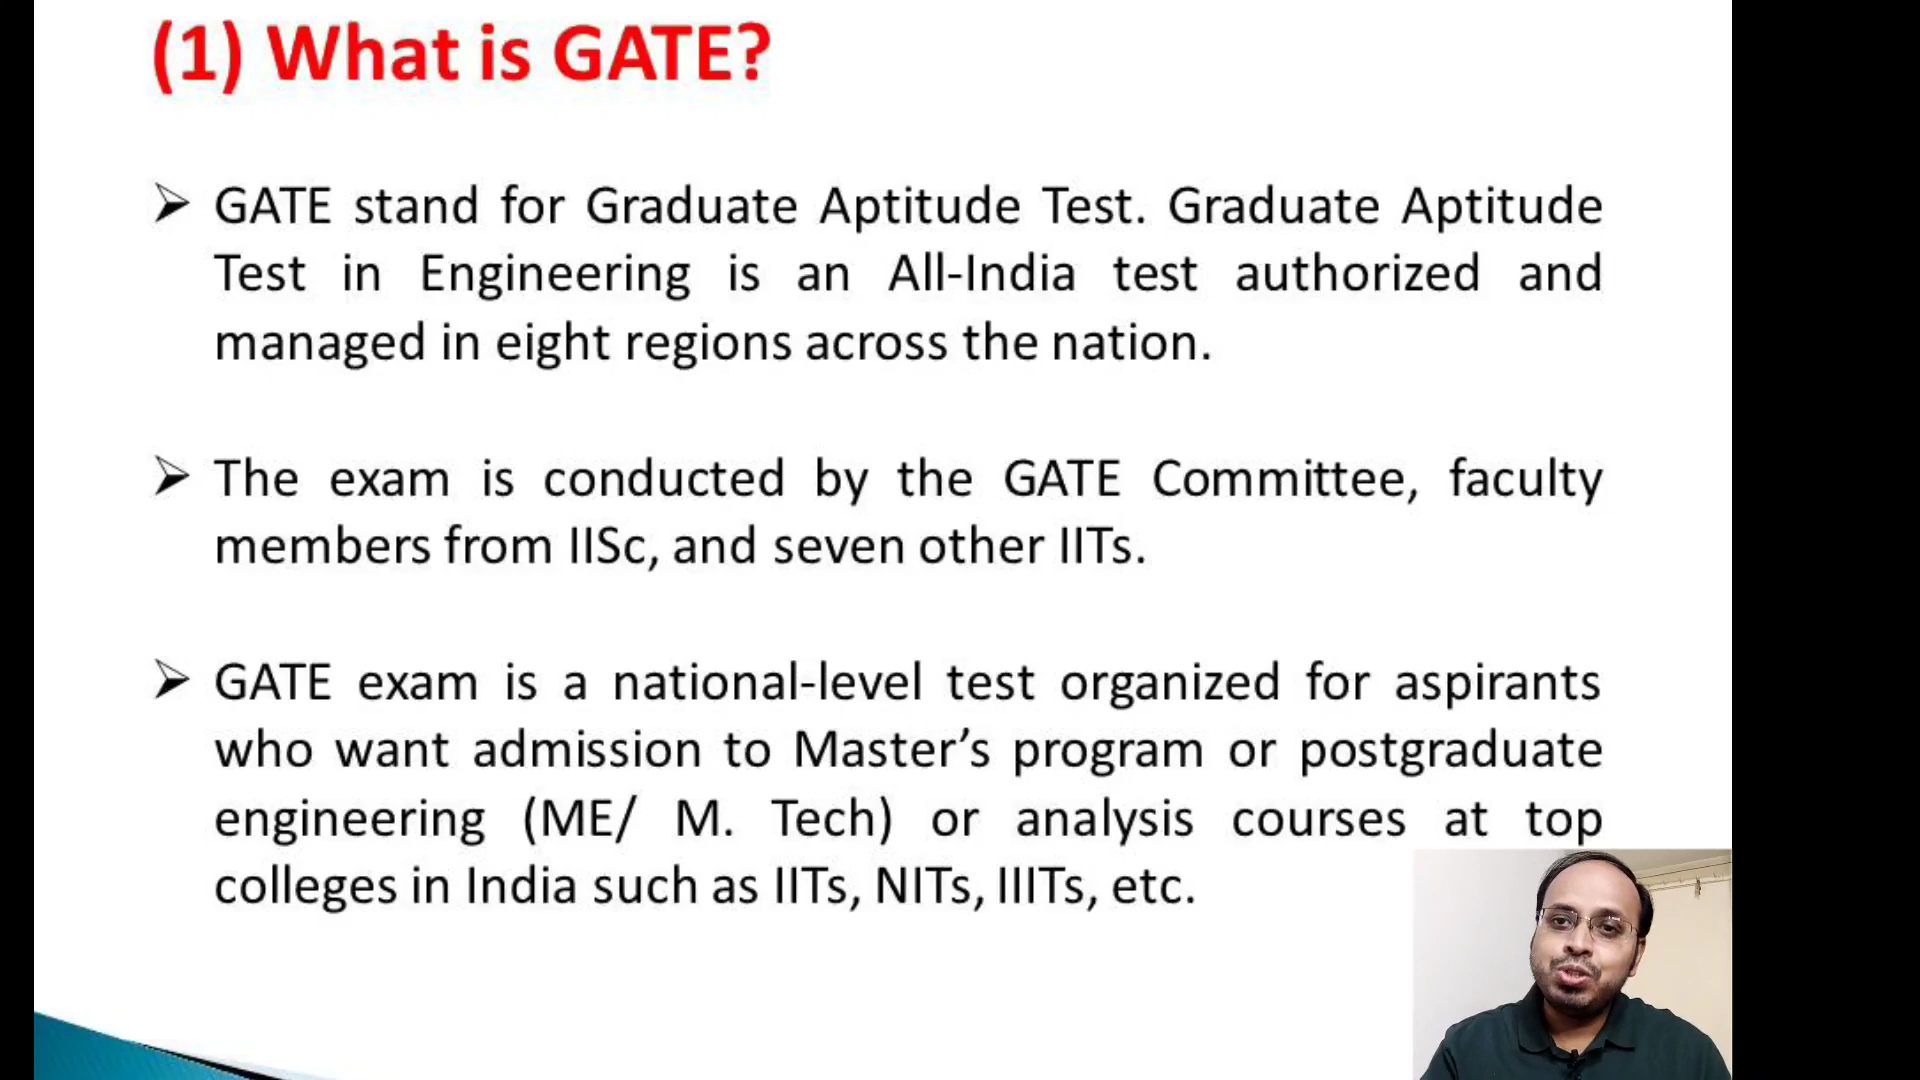 (1) What is GATE?
GATE stand for Graduate Aptitude Test. Graduate Aptitude
Test in Engineering is an All-India test authorized and
managed in eight regions across the nation.
The exam is conducted by the GATE Committee, faculty
members from IISc, and seven other IITs.
GATE exam is a national-level test organized for aspirants
who want admission to Master’s program or postgraduate
engineering (ME/ M. Tech) or analysis courses at top
colleges in India such as IITs, NITs, IIITs, etc.